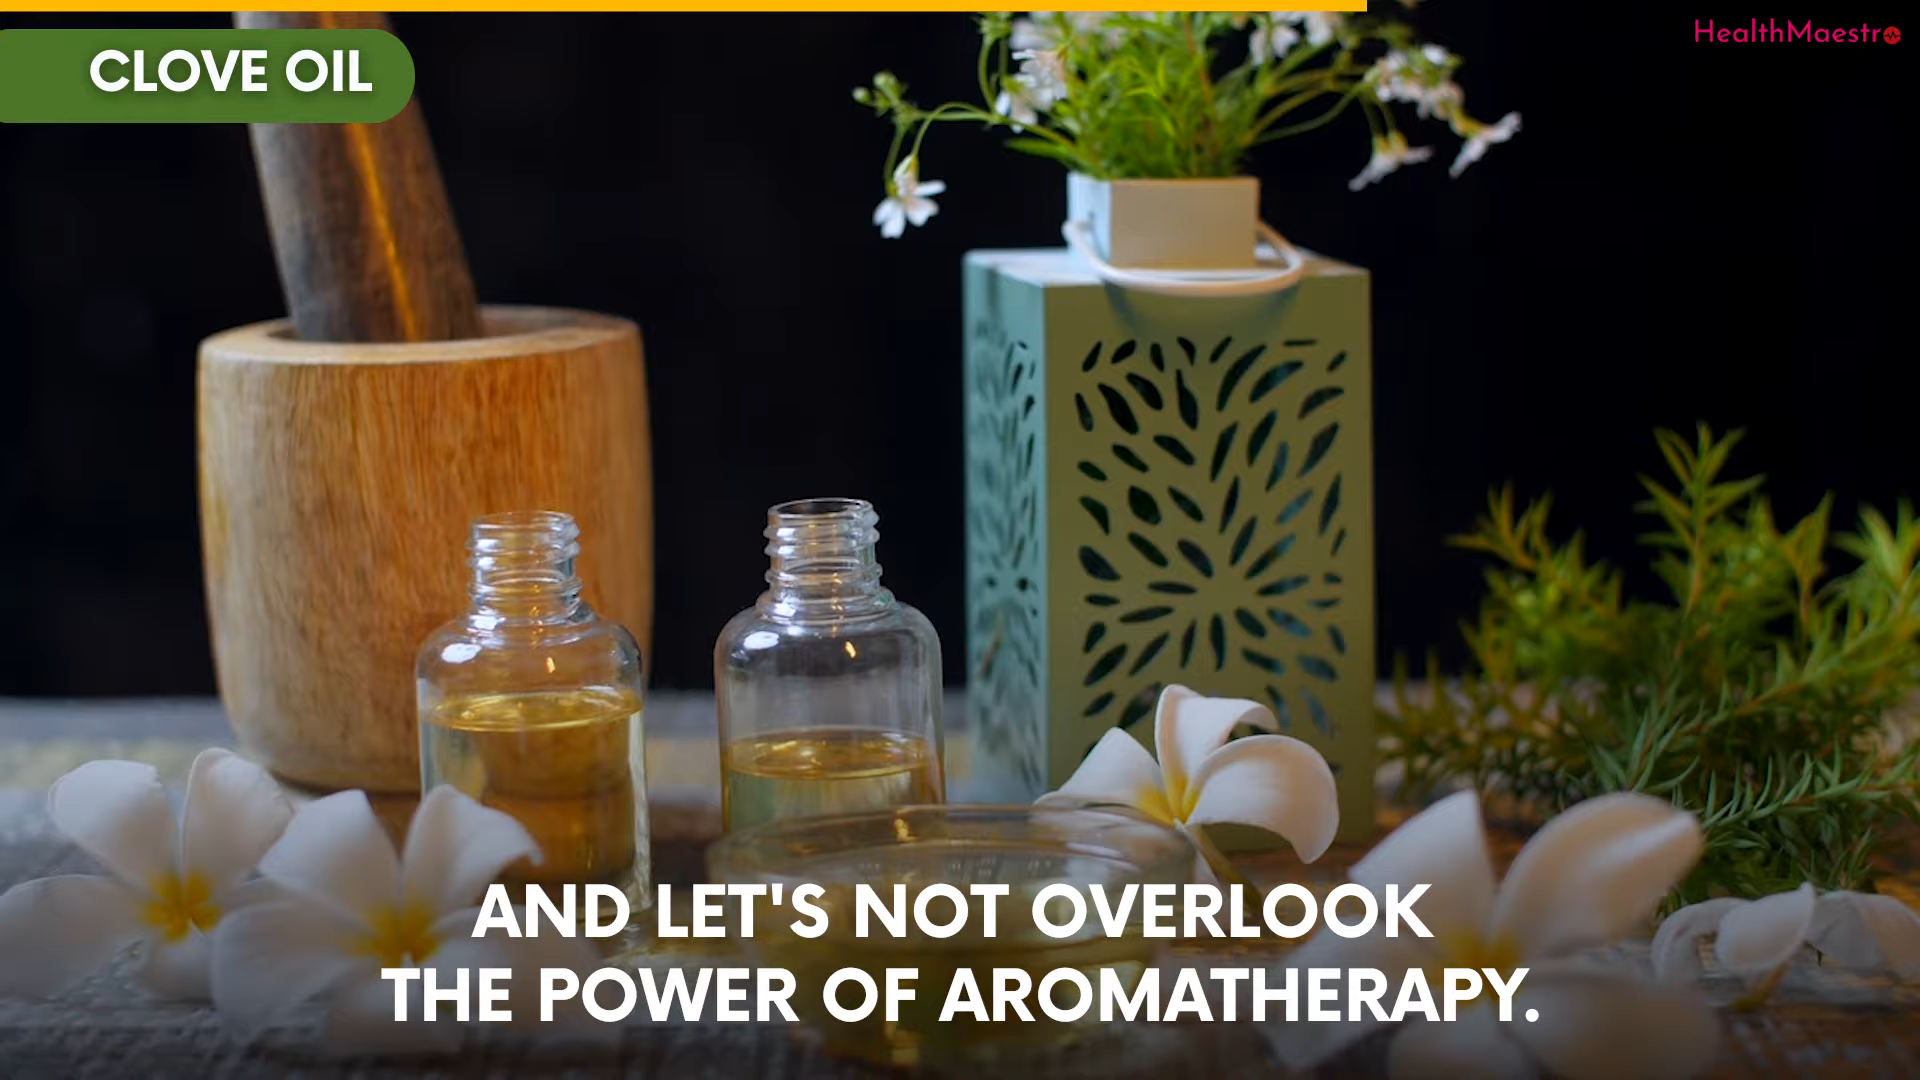 CLOVE OIL
HealthMaestro
AND LET'S NOT OVERLOOK
THE POWER OF AROMATHERAPY.